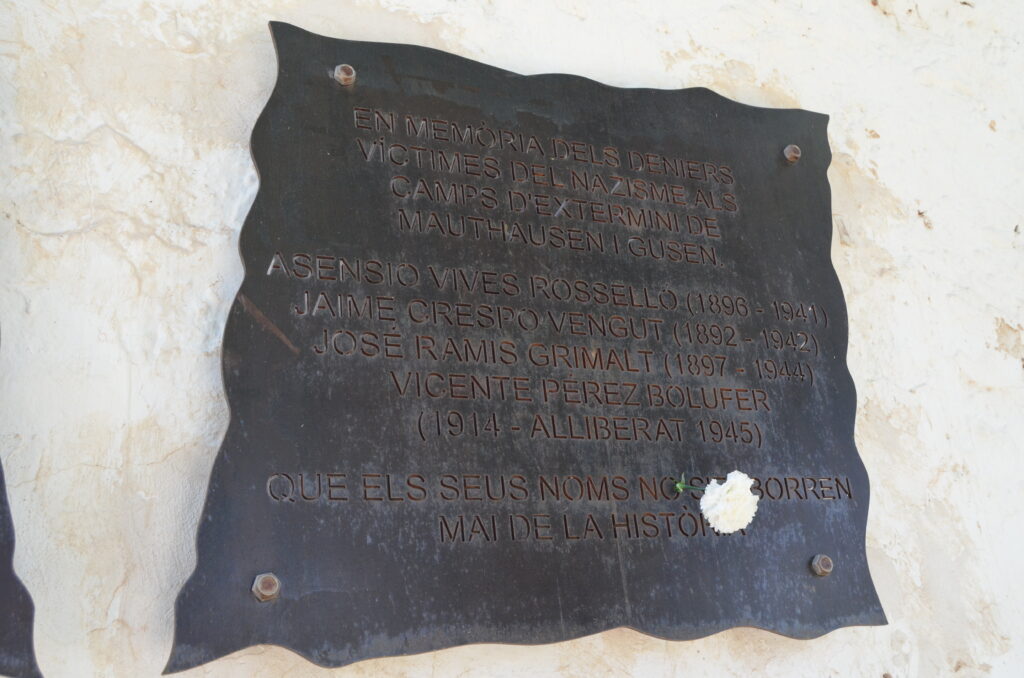 EN MEMÒRIA DELS DENIERS
VÍCTIMES DEL NAZISME ALS
CAMPS D'EXTERMINI DE
MAUTHAUSEN I GUSEN.
ASENSIO VIVES ROSSELLÓ (1896 - 1941)
JAIME CRESPO VENGUT (1892 - 1942)
JOSÉ RAMIS GRIMALT (1897 - 1944)
VICENTE PÉREZ BOLUFER
(1914 - ALLIBERAT 1945)
QUE ELS SEUS NOMS NO BORREN
MAI DE LA HISTÒRIA